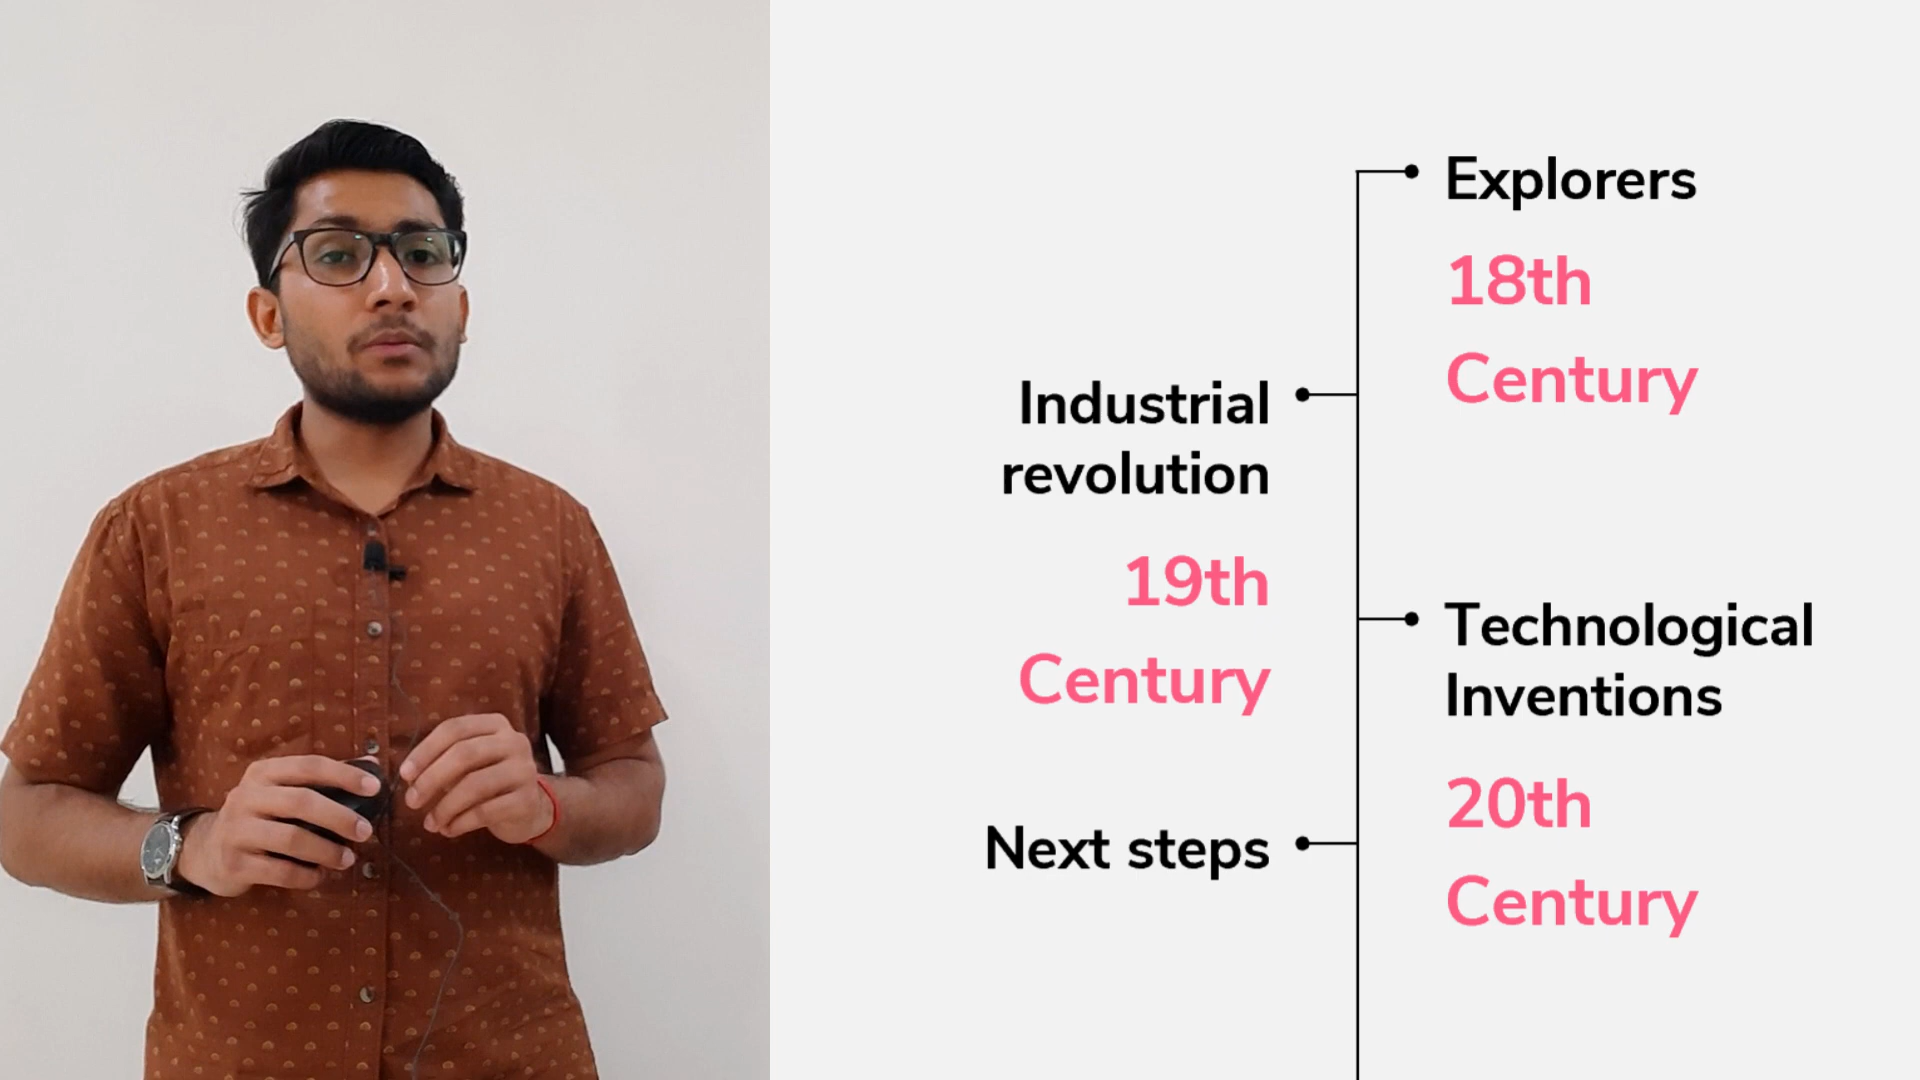 Explorers
18th
Century
Industrial
revolution
19th
Century
Technological
Inventions
20th
Century
Next steps